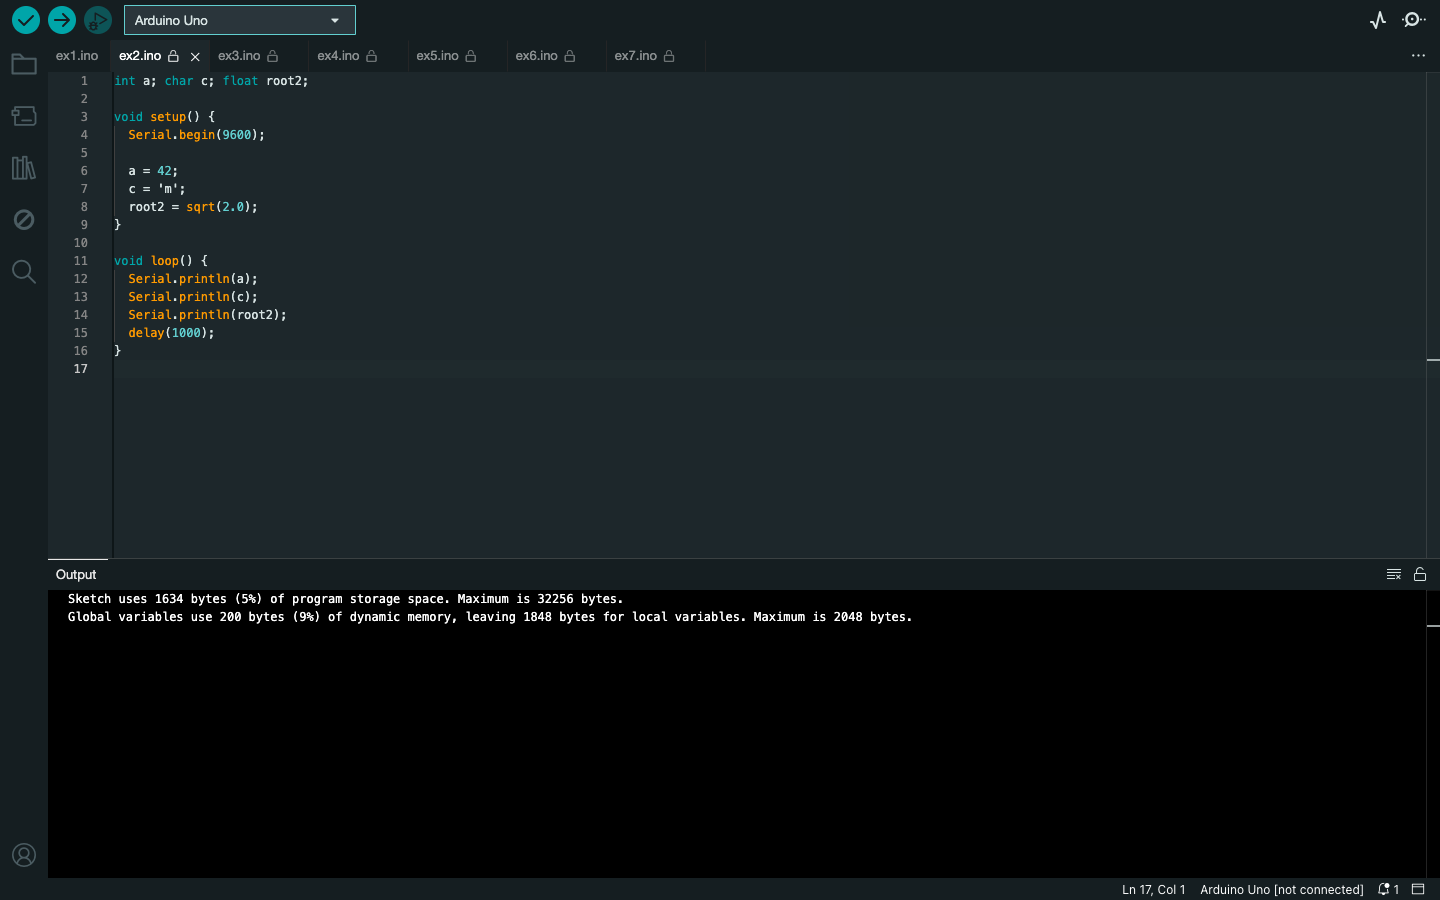 Arduino Uno
ex1.ino ex2.ino ex3.ino ex4.ino ex5.ino ex6.ino ex7.ino
1 int a; char c; float root2;
2
3 void setup() {
4 Serial.begin(9600);
5
6 a = 42;
7 c = 'm';
8 root2 = sqrt(2.0);
9 }
10
11 void loop() {
12 Serial.println(a);
13 Serial.println(c);
14 Serial.println(root2);
15 delay(1000);
16 }
17
Output
Sketch uses 1634 bytes (5%) of program storage space. Maximum is 32256 bytes.
Global variables use 200 bytes (9%) of dynamic memory, leaving 1848 bytes for local variables. Maximum is 2048 bytes.
Ln 17, Col 1 Arduino Uno [not connected] 1